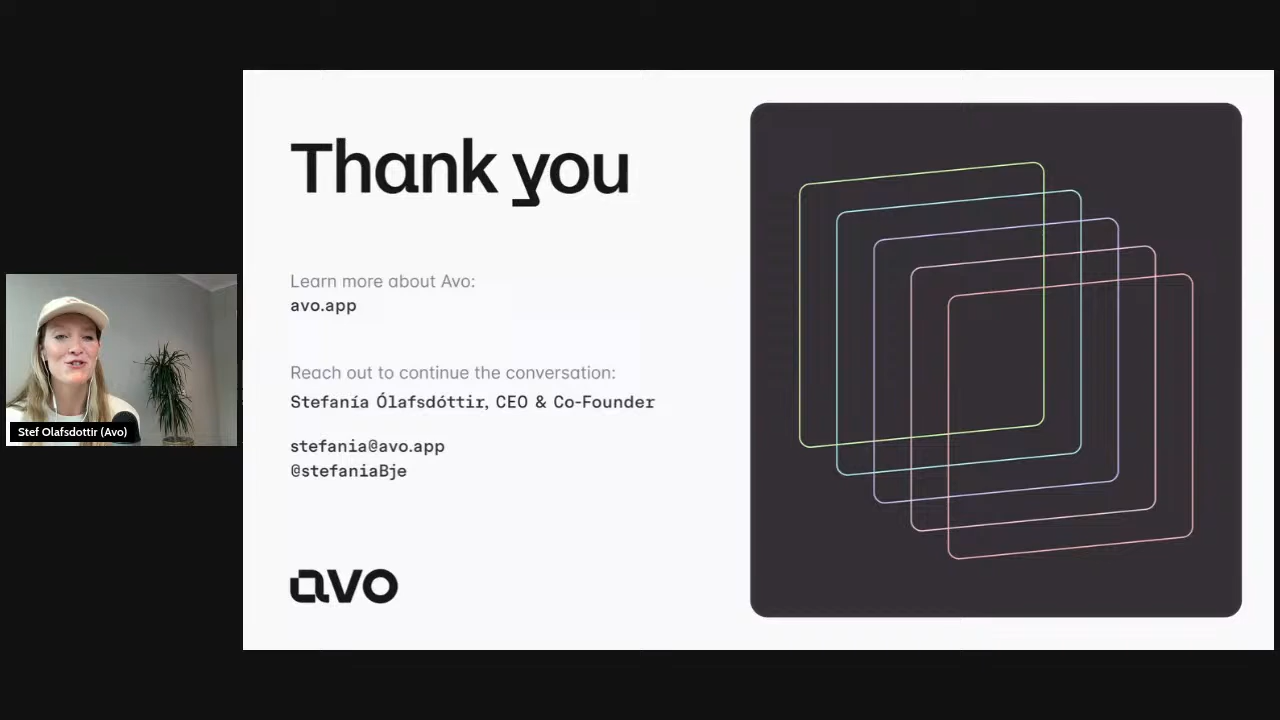 Thank you
Learn more about Avo:
avo.app
Reach out to continue the conversation:
Stefanía Ólafsdóttir, CEO & Co-Founder
stefania@avo.app
@stefaniaBje
avo
Stef Olafsdottir (Avo)